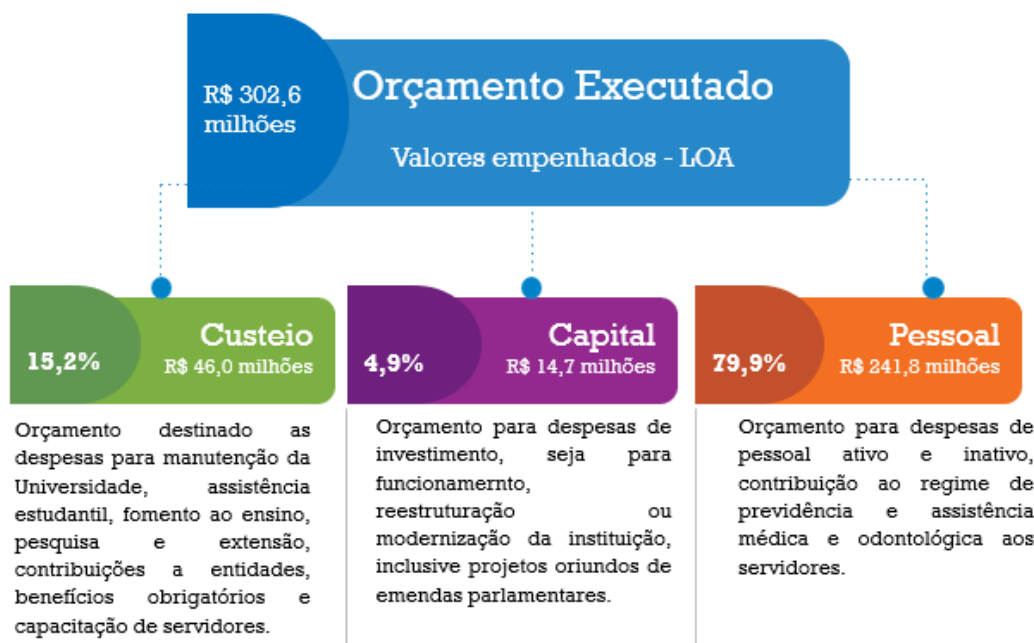 R$ 302,6
milhões
Orçamento Executado
Valores empenhados - LOA
15,2%
Custeio
R$ 46,0 milhões
Orçamento destinado as
despesas para manutenção da
Universidade, assistência
estudantil, fomento ao ensino,
pesquisa e extensão,
contribuições a entidades,
benefícios obrigatórios e
capacitação de servidores.
4,9%
Capital
R$ 14,7 milhões
Orçamento para despesas de
investimento, seja para
funcionamernto,
reestruturação ou
modernização da instituição,
inclusive projetos oriundos de
emendas parlamentares.
79,9%
Pessoal
R$ 241,8 milhões
Orçamento para despesas de
pessoal ativo e inativo,
contribuição ao regime de
previdência e assistência
médica e odontológica aos
servidores.